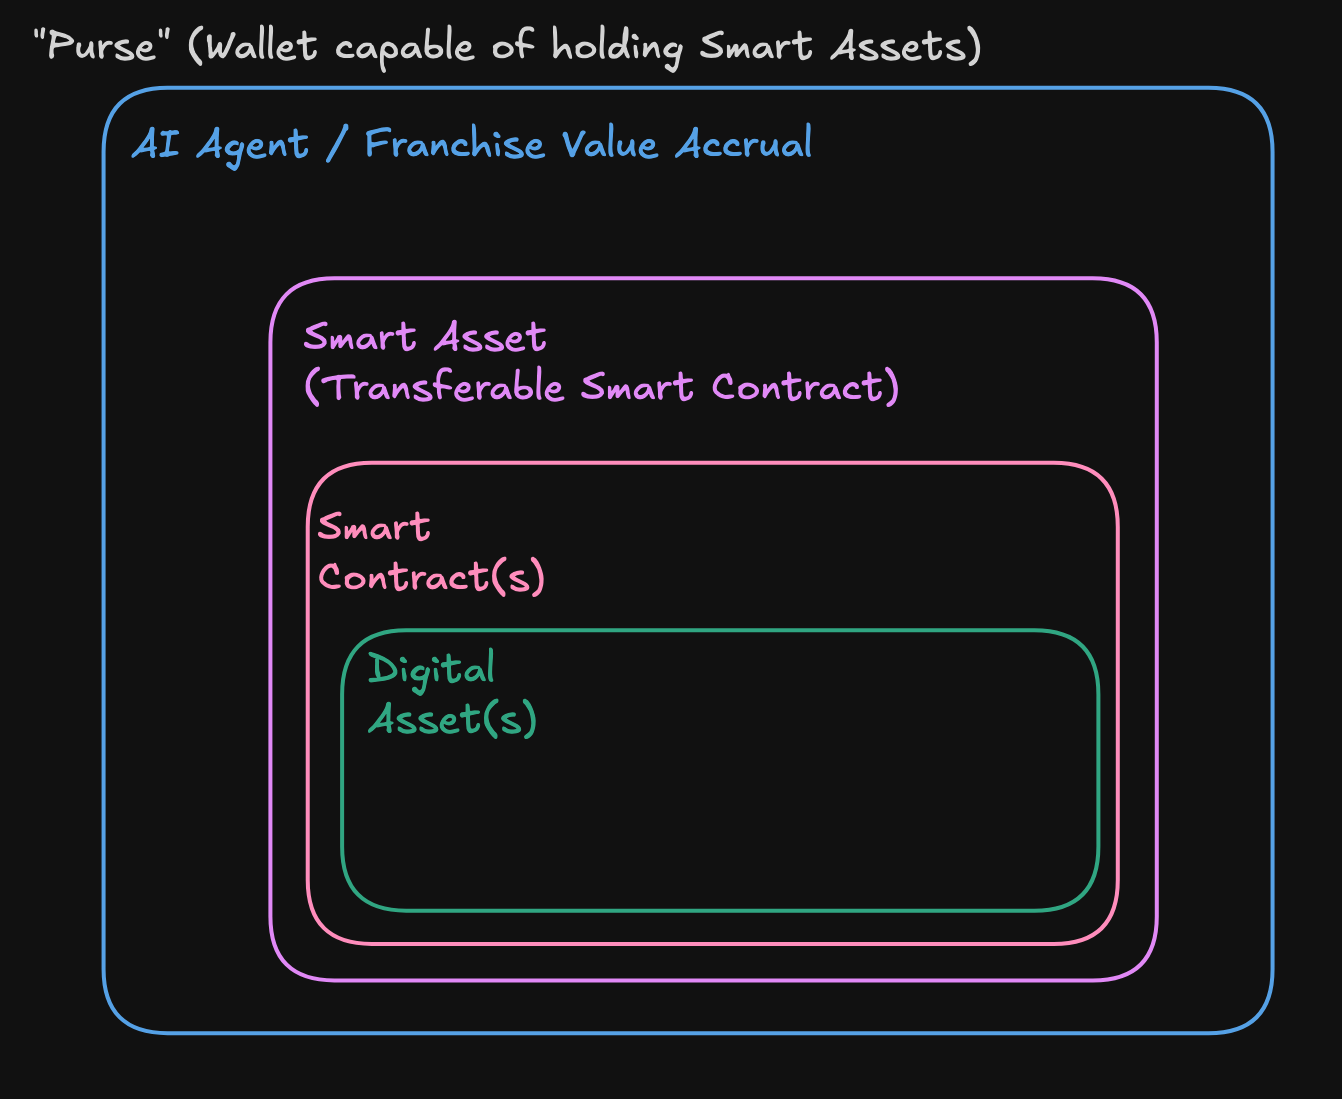 "Purse" (Wallet capable of holding Smart Assets)
AI Agent / Franchise Value Accrual
Smart Asset
(Transferable Smart Contract)
Smart
Contract(s)
Digital
Asset(s)